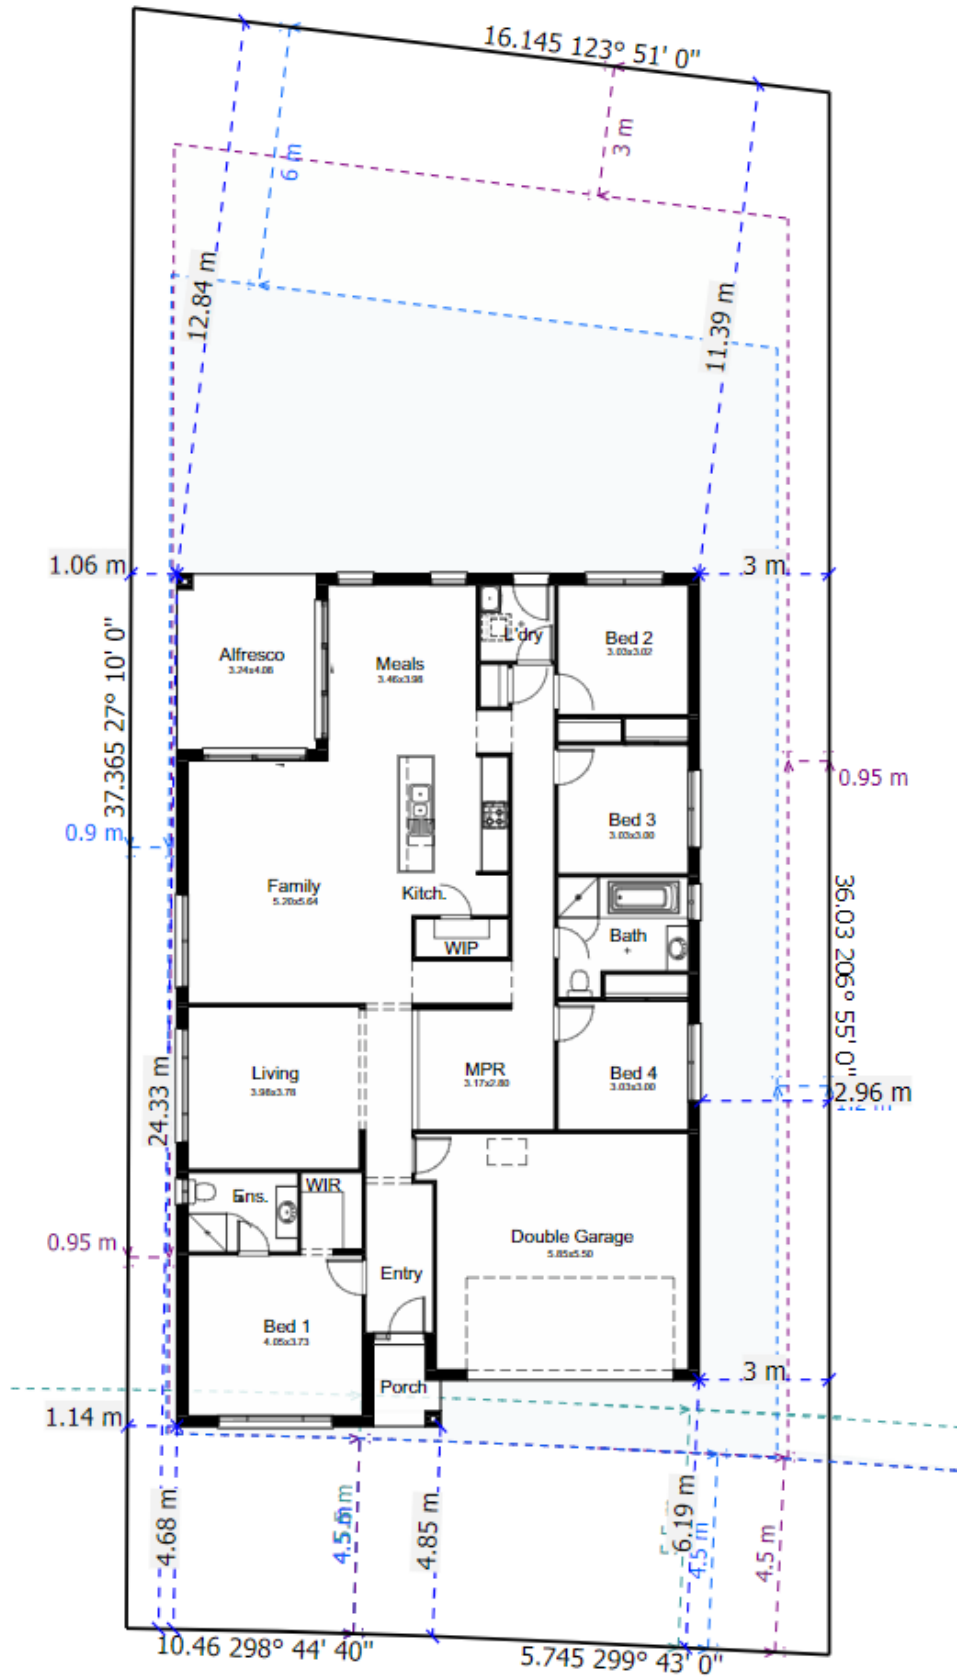 16.145 123° 51' 0"
3 m
6 m
12.84 m
11.39 m
1.06 m
3 m
37.365 27° 10' 0"
Alfresco
3.24x4.06
Meals
3.46x3.98
L'dry
Bed 2
3.03x3.02
0.95 m
0.9 m
Bed 3
3.03x3.00
Family
5.20x5.64
Kitch.
WIP
Bath
36.03 206° 55' 0"
Living
3.98x3.78
MPR
3.17x2.80
Bed 4
3.03x3.00
2.96 m
24.33 m
Ens.
WIR
0.95 m
Double Garage
5.85x5.50
Entry
Bed 1
4.05x3.73
3 m
Porch
1.14 m
4.68 m
4.5 m
4.85 m
6.19 m
4.5 m
4.5 m
10.46 298° 44' 40"
5.745 299° 43' 0"